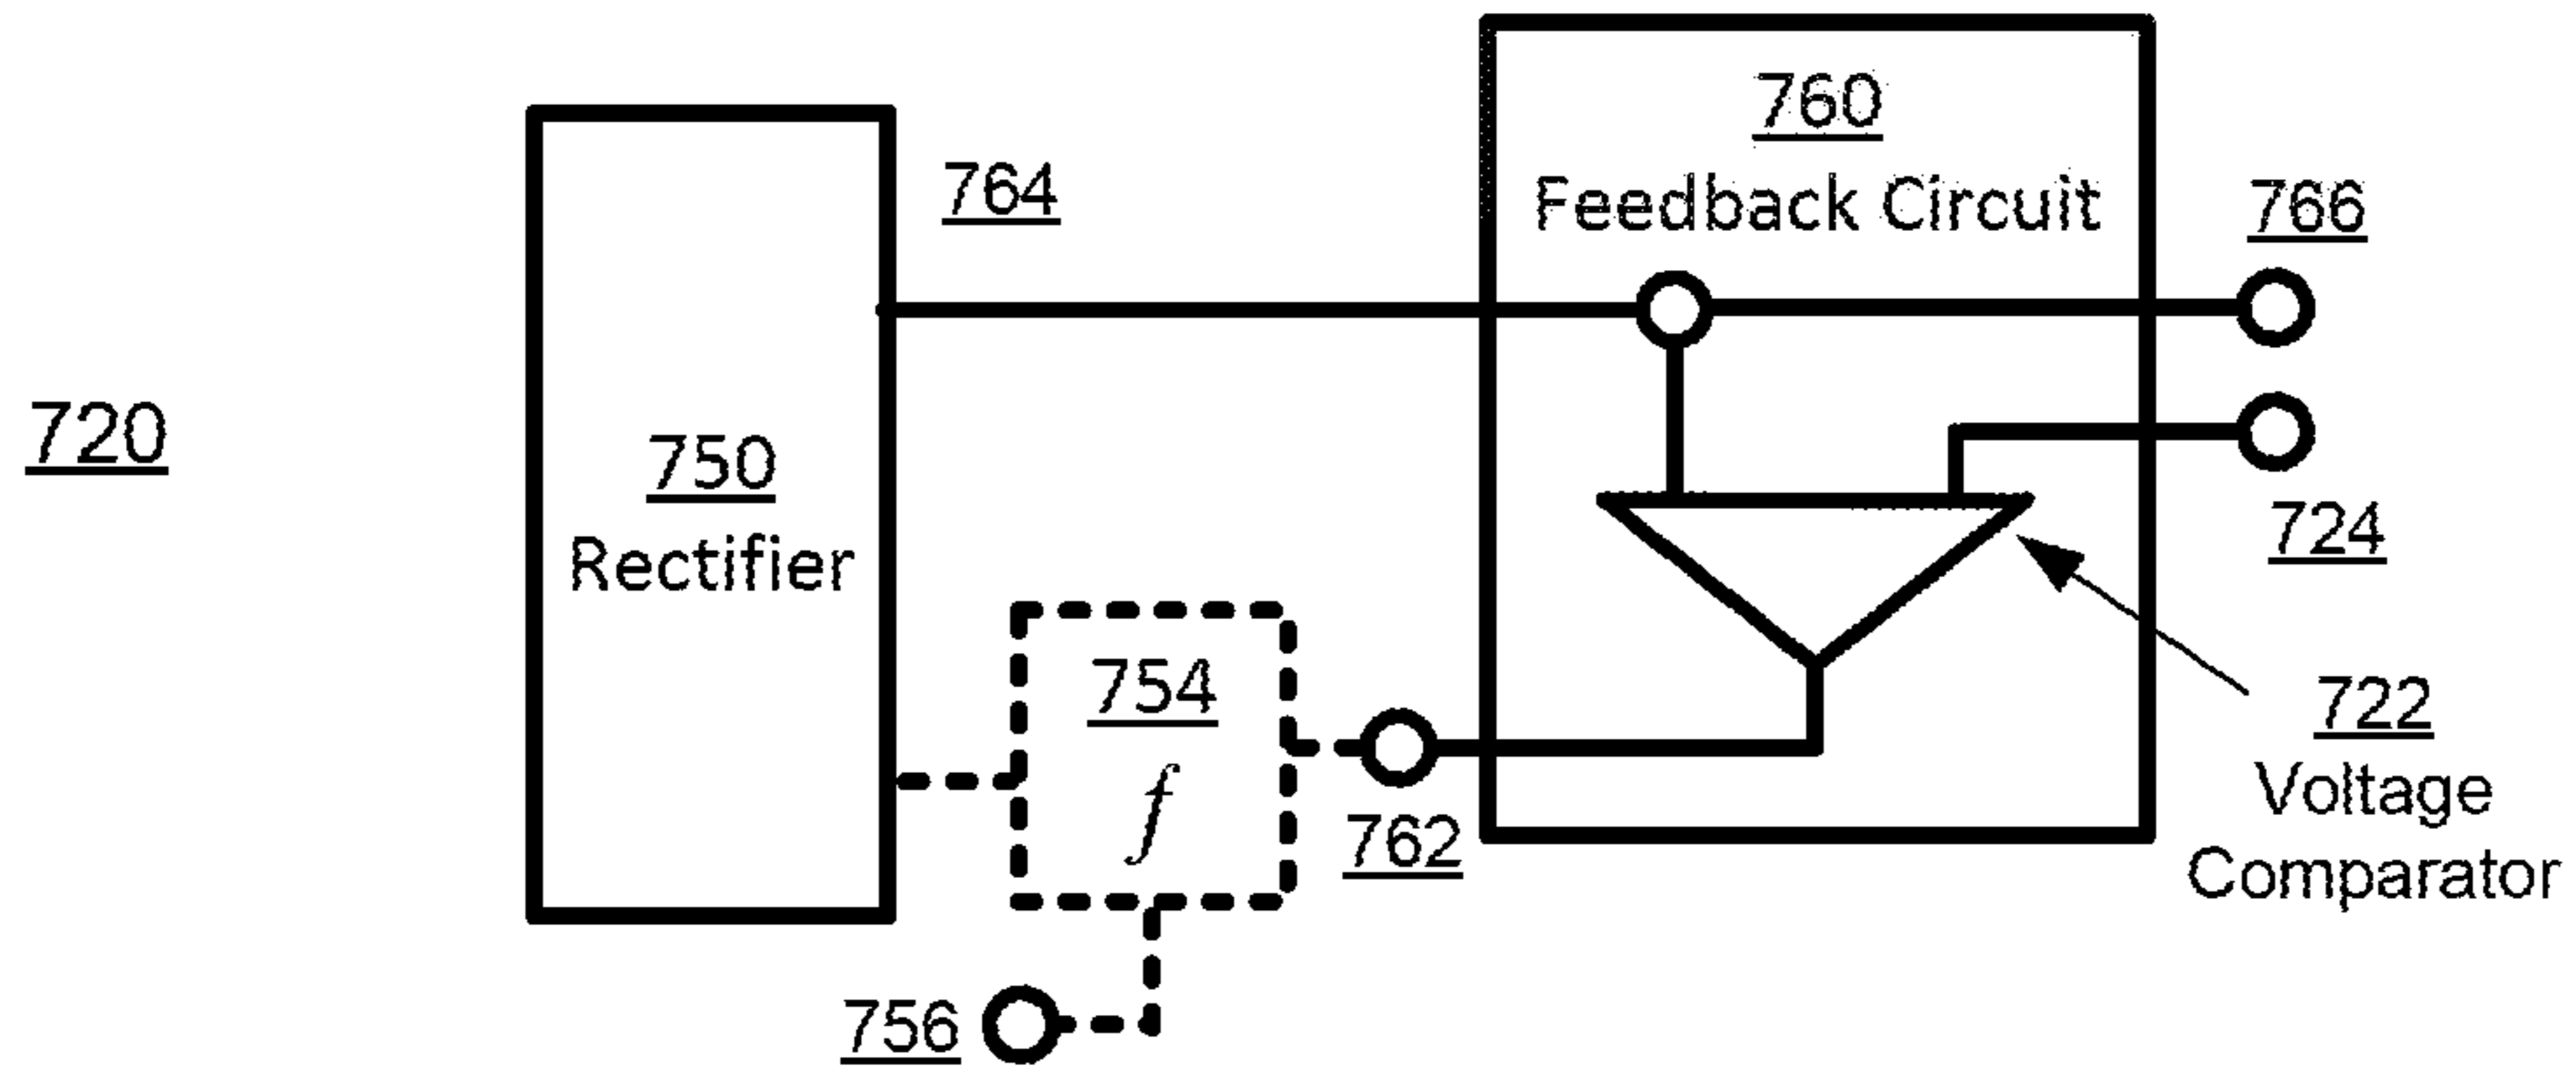 760
Feedback Circuit
764
766
720
750
Rectifier
724
754
f
722
Voltage
Comparator
762
756